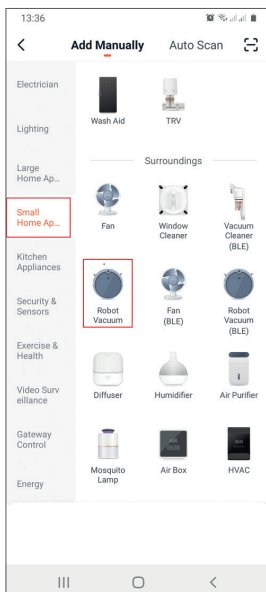 13:36
Add Manually
Auto Scan
Electrician
Lighting
Large
Home Ap...
Small
Home Ap...
Kitchen
Appliances
Security &
Sensors
Exercise &
Health
Video Surv
eillance
Gateway
Control
Energy
Wash Aid
TRV
Surroundings
Fan
Window
Cleaner
Vacuum
Cleaner
(BLE)
Robot
Vacuum
Fan
(BLE)
Robot
Vacuum
(BLE)
Diffuser
Humidifier
Air Purifier
Mosquito
Lamp
Air Box
HVAC